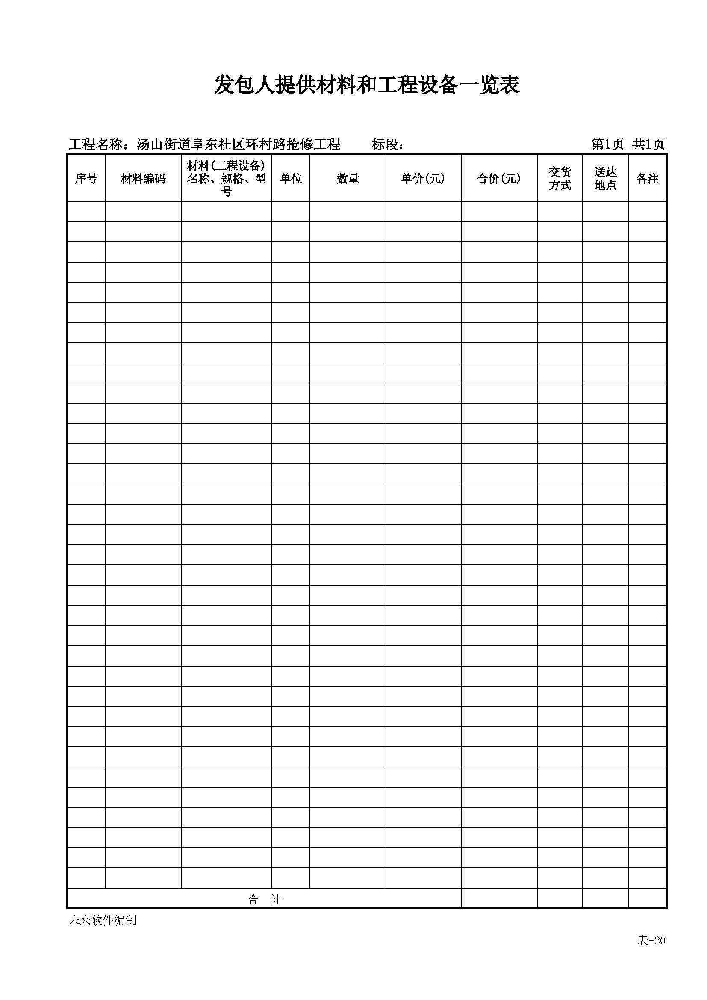 发包人提供材料和工程设备一览表
工程名称：汤山街道阜东社区环村路抢修工程 标段： 第1页 共1页
序号 材料编码 材料(工程设备)名称、规格、型号 单位 数量 单价(元) 合价(元) 交货方式 送达地点 备注
合 计
未来软件编制
表-20